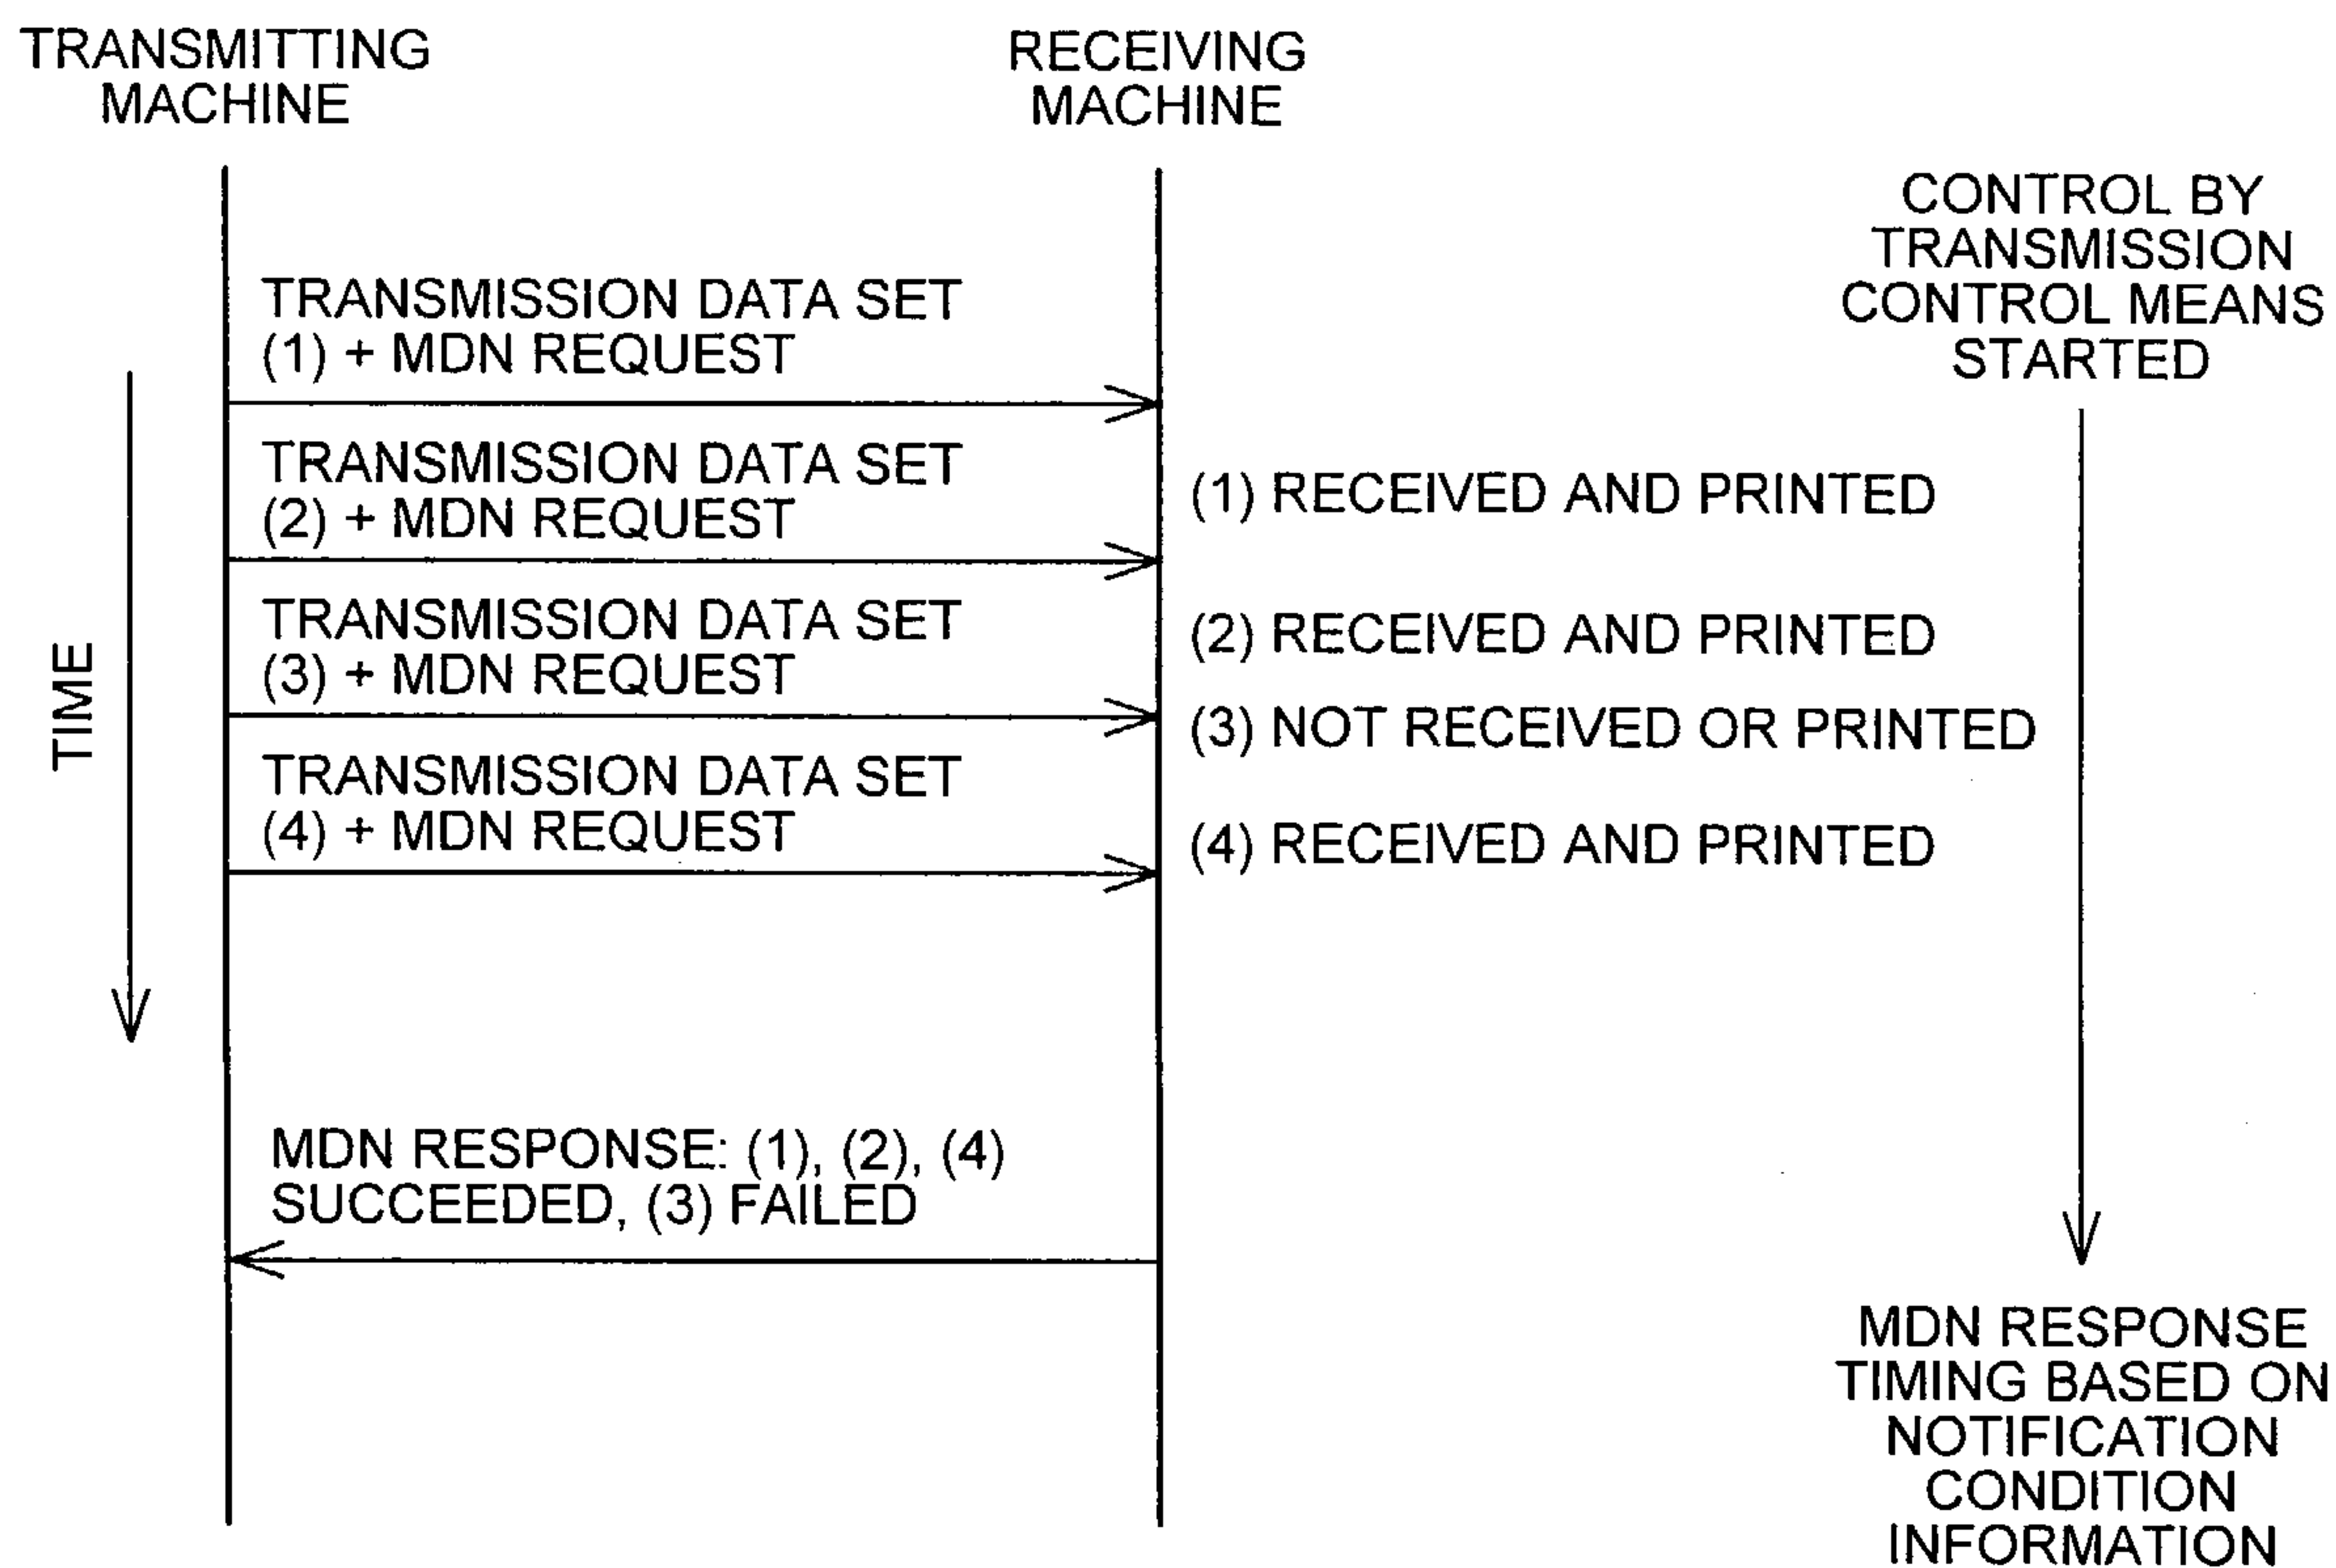 TRANSMITTING
MACHINE
RECEIVING
MACHINE
CONTROL BY
TRANSMISSION
CONTROL MEANS
STARTED
TRANSMISSION DATA SET
(1) + MDN REQUEST
TRANSMISSION DATA SET
(2) + MDN REQUEST
(1) RECEIVED AND PRINTED
TRANSMISSION DATA SET
(3) + MDN REQUEST
(2) RECEIVED AND PRINTED
TIME
(3) NOT RECEIVED OR PRINTED
TRANSMISSION DATA SET
(4) + MDN REQUEST
(4) RECEIVED AND PRINTED
MDN RESPONSE: (1), (2), (4)
SUCCEEDED, (3) FAILED
MDN RESPONSE
TIMING BASED ON
NOTIFICATION
CONDITION
INFORMATION